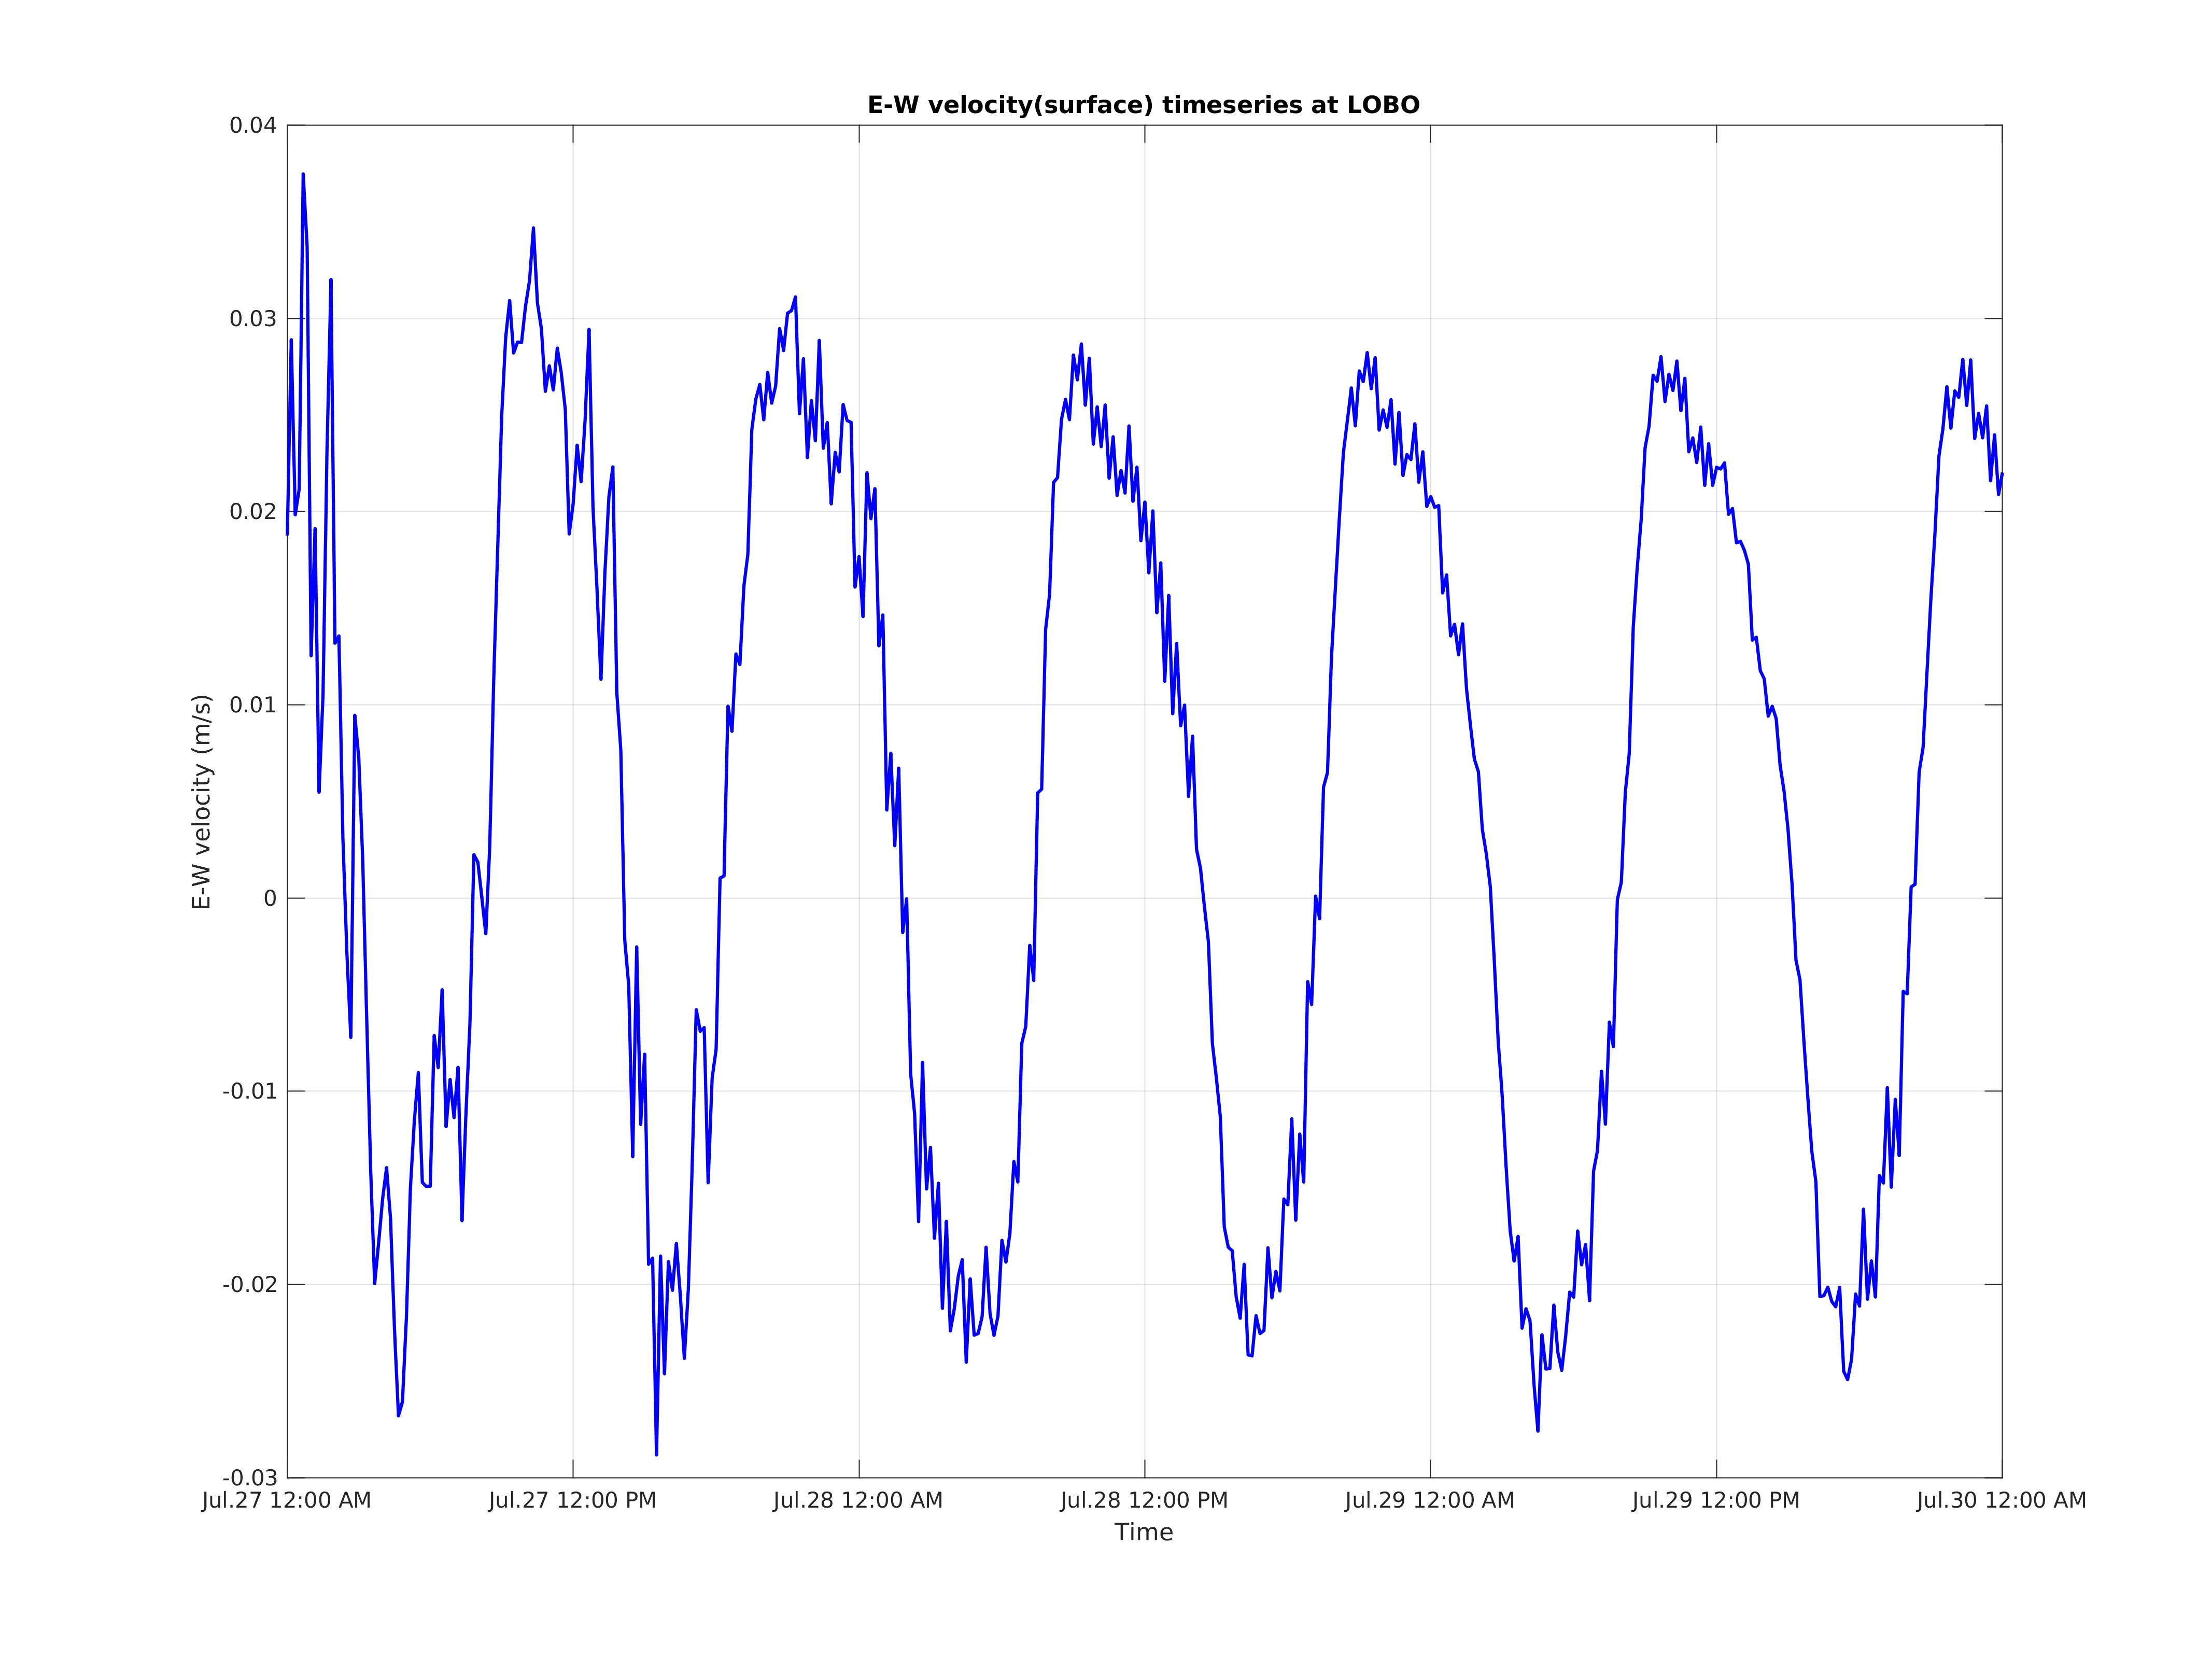 E-W velocity(surface) timeseries at LOBO
0.04
0.03
0.02
0.01
0
-0.01
-0.02
-0.03
E-W velocity (m/s)
Jul.27 12:00 AM Jul.27 12:00 PM Jul.28 12:00 AM Jul.28 12:00 PM Jul.29 12:00 AM Jul.29 12:00 PM Jul.30 12:00 AM
Time